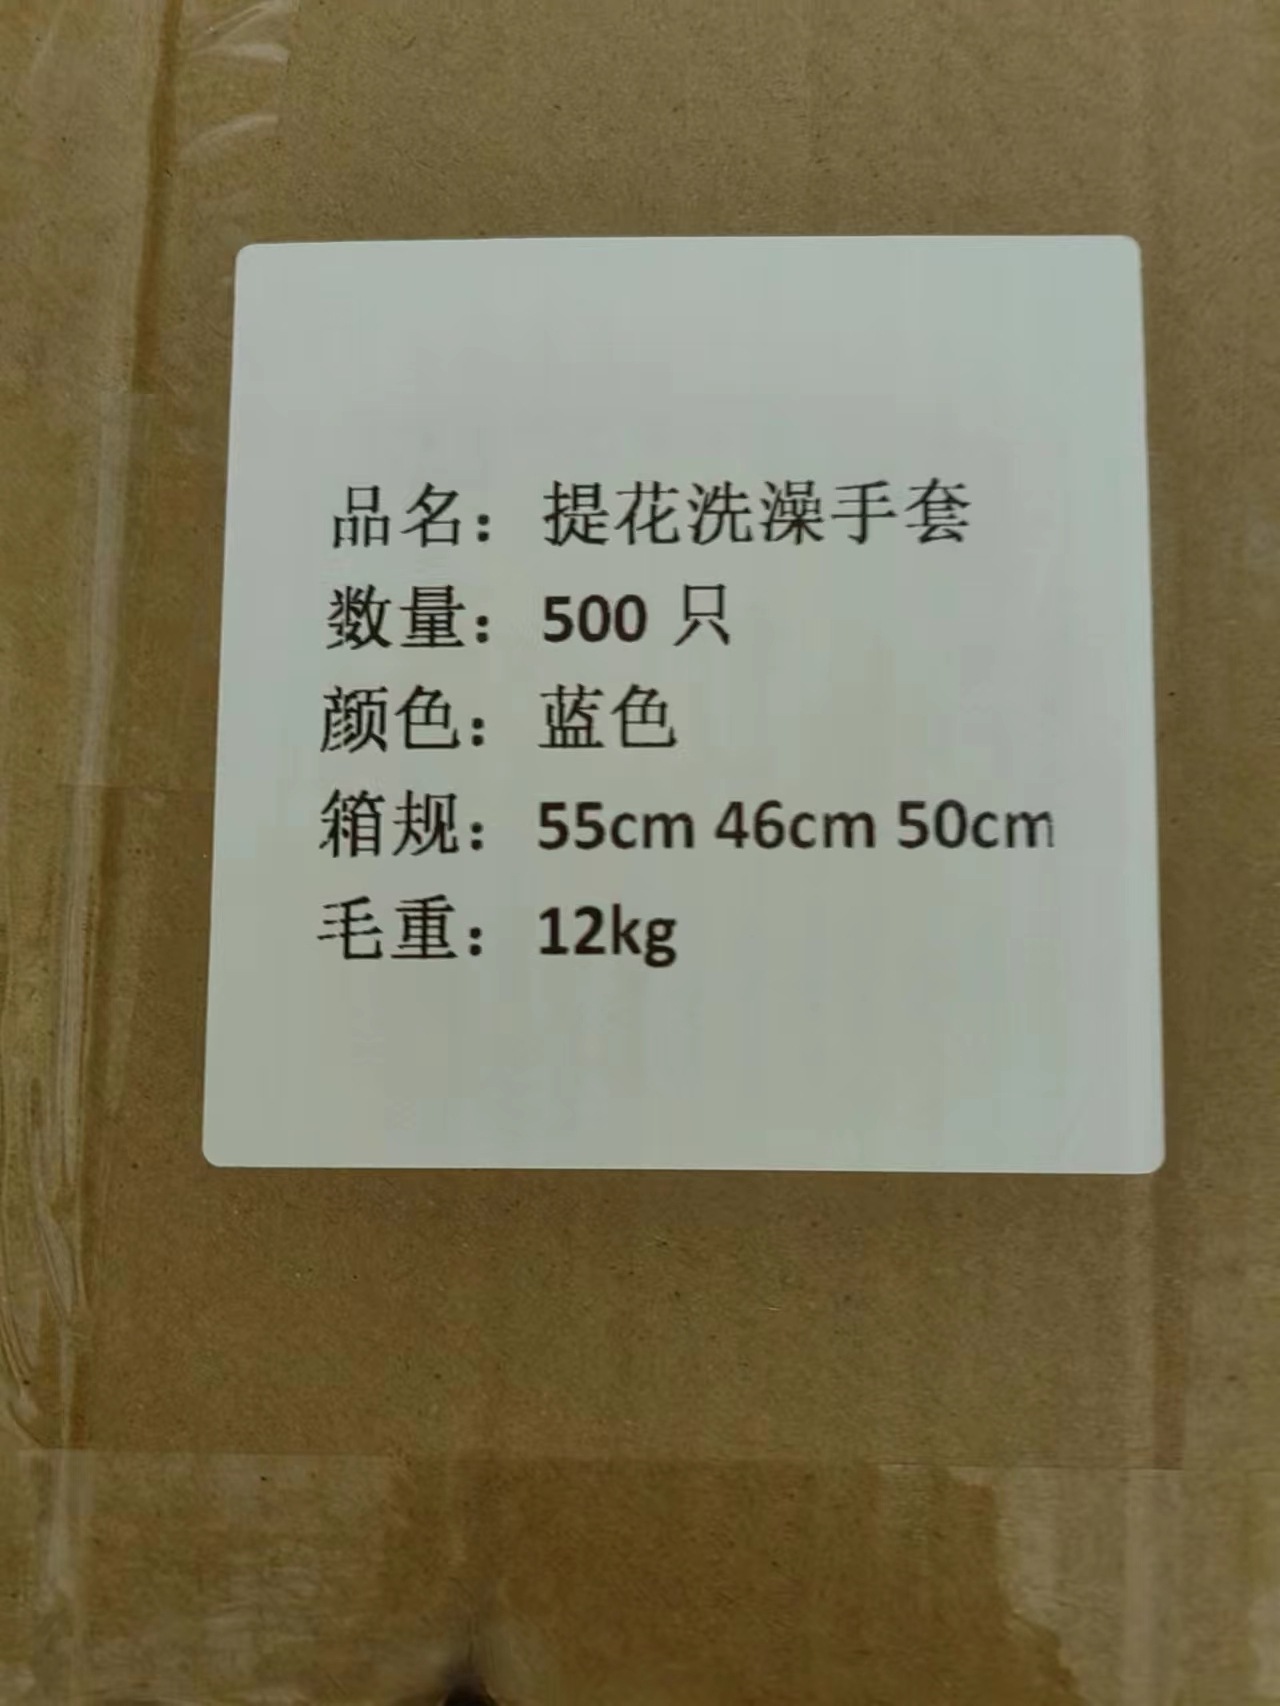 品名：提花洗澡手套
数量：500 只
颜色：蓝色
箱规：55cm 46cm 50cm
毛重：12kg